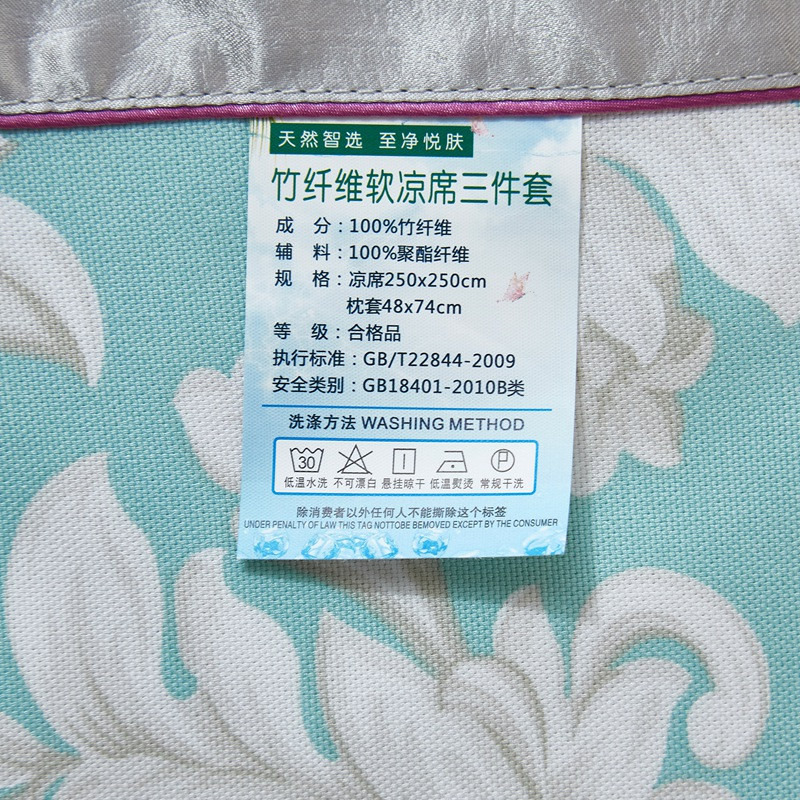 天然智选 至净悦肤
竹纤维软凉席三件套
成 分：100%竹纤维
辅 料：100%聚酯纤维
规 格：凉席250x250cm
枕套48x74cm
等 级：合格品
执行标准：GB/T22844-2009
安全类别：GB18401-2010B类
洗涤方法 WASHING METHOD
30 P
低温水洗 不可漂白 悬挂晾干 低温熨烫 常规干洗
除消费者以外任何人不能撕除这个标签
UNDER PENALTY OF LAW THIS TAG NOTTOBE BEMOVED EXCEPT BY THE CONSUMER